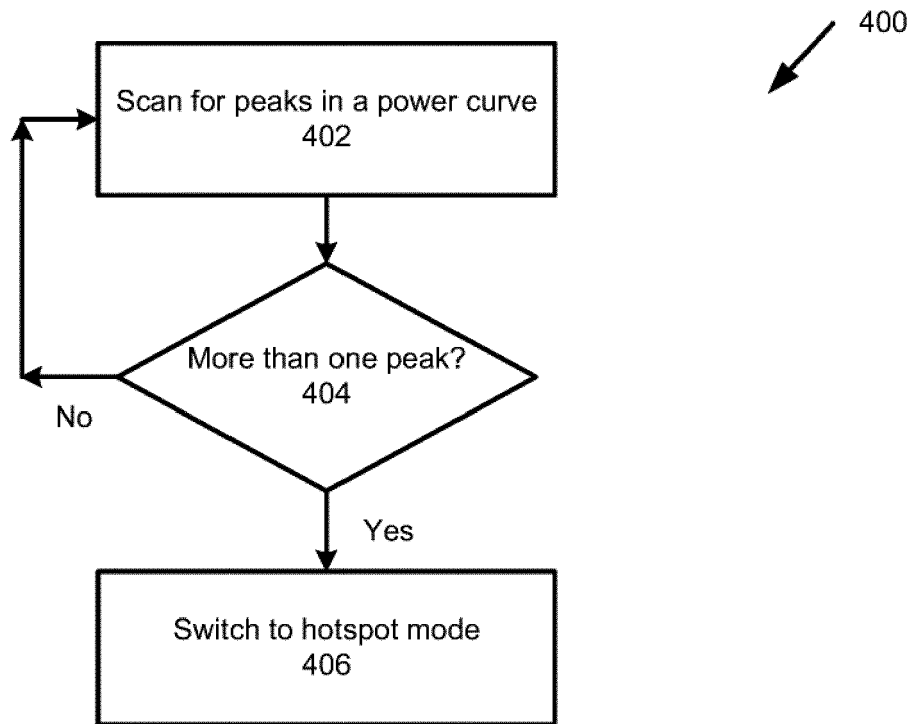 400
Scan for peaks in a power curve
402
More than one peak?
404
No
Yes
Switch to hotspot mode
406